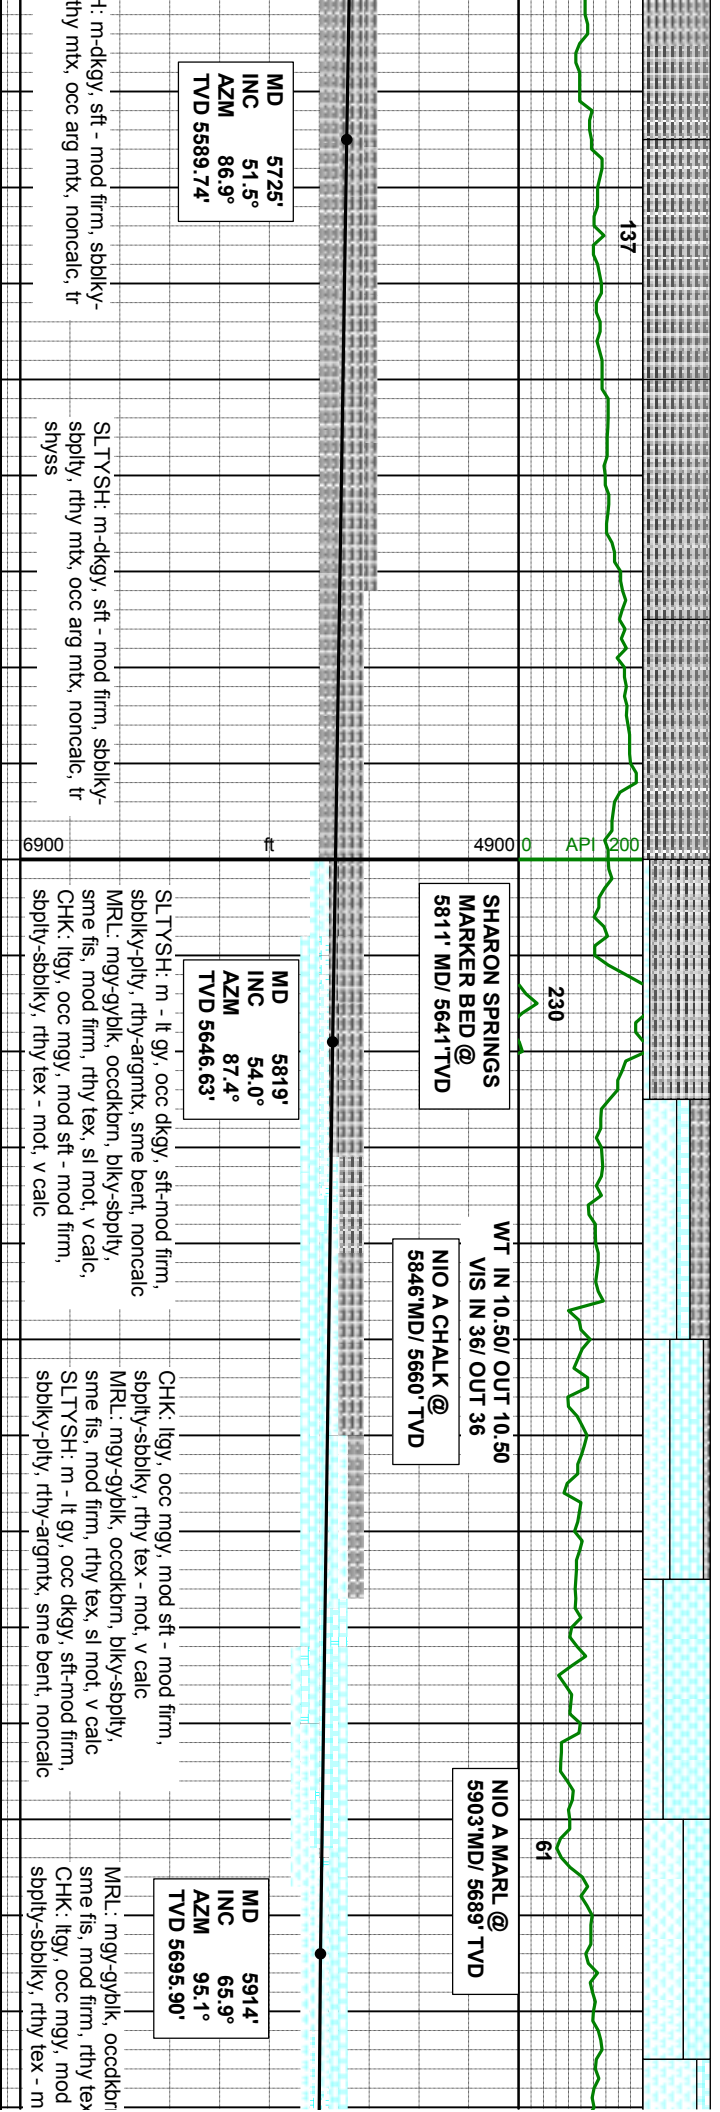 H: m-dkgy, sft - mod firm, sbblky-
rthy mtx, occ arg mtx, noncalc, tr
MD 5725'
INC 51.5°
AZM 86.9°
TVD 5589.74'
137
SLTYSH: m-dkgy, sft - mod firm, sbblky-
sbplty, rthy mtx, occ arg mtx, noncalc, tr
shyss
6900 ft 4900
0 API 200
SHARON SPRINGS
MARKER BED @
5811' MD/ 5641'TVD
230
MD 5819'
INC 54.0°
AZM 87.4°
TVD 5646.63'
SLTYSH: m - lt gy, occ dkgy, sft-mod firm,
sbblky-plty, rthy-argmtx, sme bent, noncalc
MRL: mgy-gyblk, occdkbrn, blky-sbplty,
sme fis, mod firm, rthy tex, sl mot, v calc,
CHK: ltgy, occ mgy, mod sft - mod firm,
sbplty-sbblky, rthy tex - mot, v calc
WT IN 10.50/ OUT 10.50
VIS IN 36/ OUT 36
NIO A CHALK @
5846'MD/ 5660' TVD
CHK: ltgy, occ mgy, mod sft - mod firm,
sbplty-sbblky, rthy tex - mot, v calc
MRL: mgy-gyblk, occdkbrn, blky-sbplty,
sme fis, mod firm, rthy tex, sl mot, v calc
SLTYSH: m - lt gy, occ dkgy, sft-mod firm,
sbblky-plty, rthy-argmtx, sme bent, noncalc
NIO A MARL @
5903'MD/ 5689' TVD
61
MD 5914'
INC 65.9°
AZM 95.1°
TVD 5695.90'
MRL: mgy-gyblk, occdkbrn
sme fis, mod firm, rthy tex
CHK: ltgy, occ mgy, mod
sbplty-sbblky, rthy tex - m